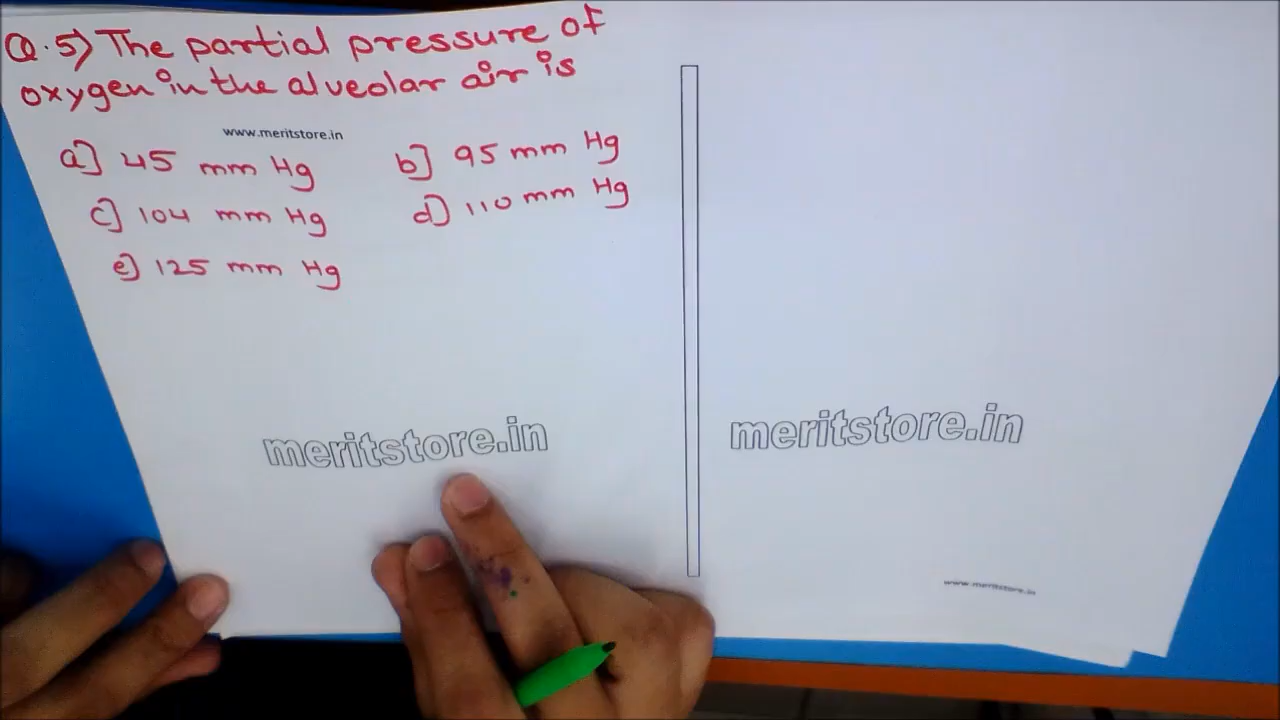 Q.5) The partial pressure of
oxygen in the alveolar air is
www.meritstore.in
a] 45 mm Hg b] 95 mm Hg
c] 104 mm Hg d] 110 mm Hg
e] 125 mm Hg
meritstore.in meritstore.in
www.meritstore.in